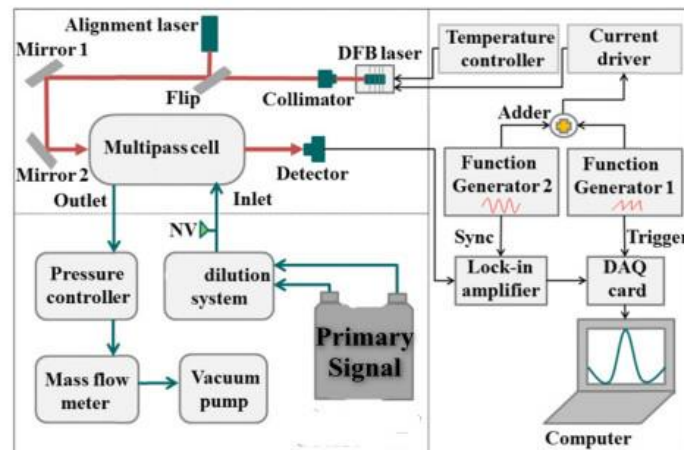 Alignment laser
Mirror 1
DFB laser
Temperature
controller
Current
driver
Flip
Collimator
Adder
Multipass cell
Mirror 2
Detector
Function
Generator 2
Function
Generator 1
Outlet
Inlet
NV
Sync
Trigger
Pressure
controller
dilution
system
Lock-in
amplifier
DAQ
card
Primary
Signal
Mass flow
meter
Vacuum
pump
Computer